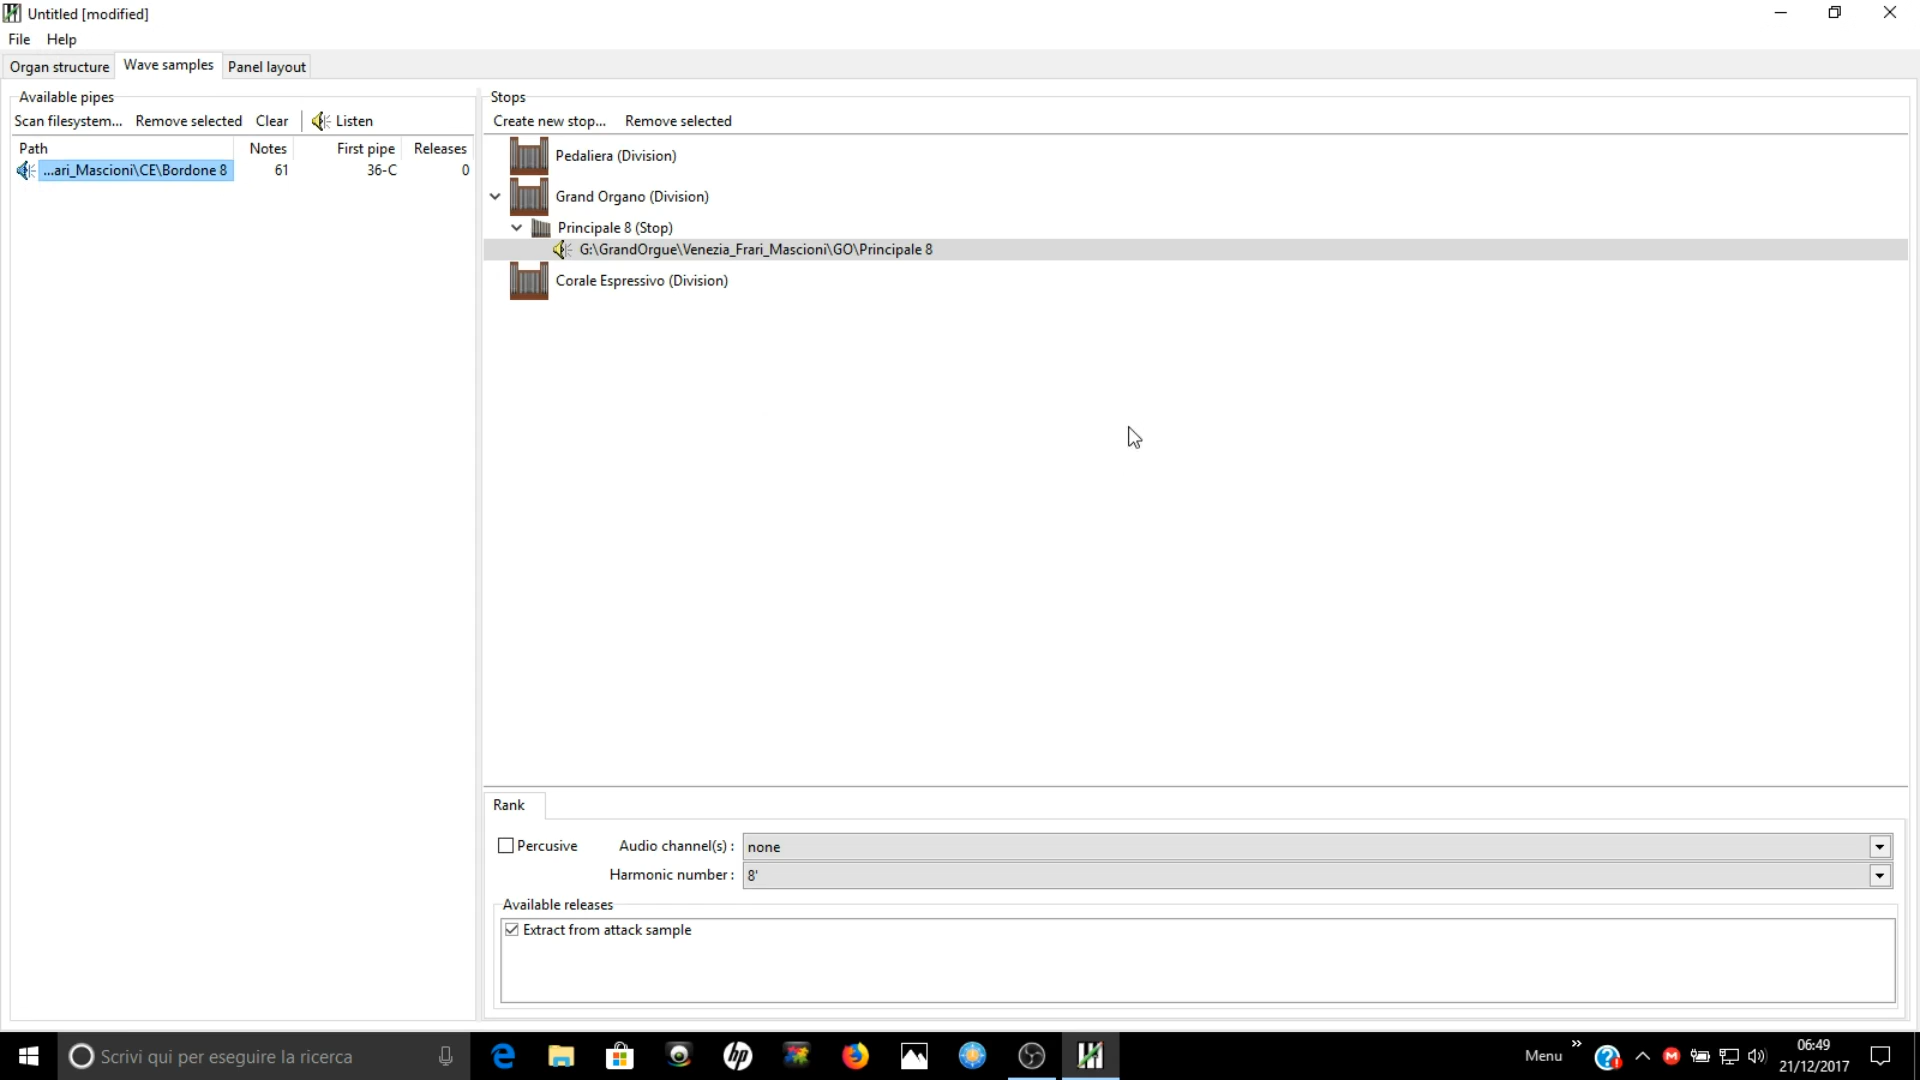 Untitled [modified]
File Help
Organ structure Wave samples Panel layout
Available pipes
Scan filesystem... Remove selected Clear Listen
Path Notes First pipe Releases
...ari_Mascioni\CE\Bordone 8 61 36-C 0
Stops
Create new stop... Remove selected
Pedaliera (Division)
Grand Organo (Division)
Principale 8 (Stop)
G:\GrandOrgue\Venezia_Frari_Mascioni\GO\Principale 8
Corale Espressivo (Division)
Rank
Percusive Audio channel(s) : none
Harmonic number : 8'
Available releases
Extract from attack sample
Scrivi qui per eseguire la ricerca
hp
Menu »
06:49
21/12/2017